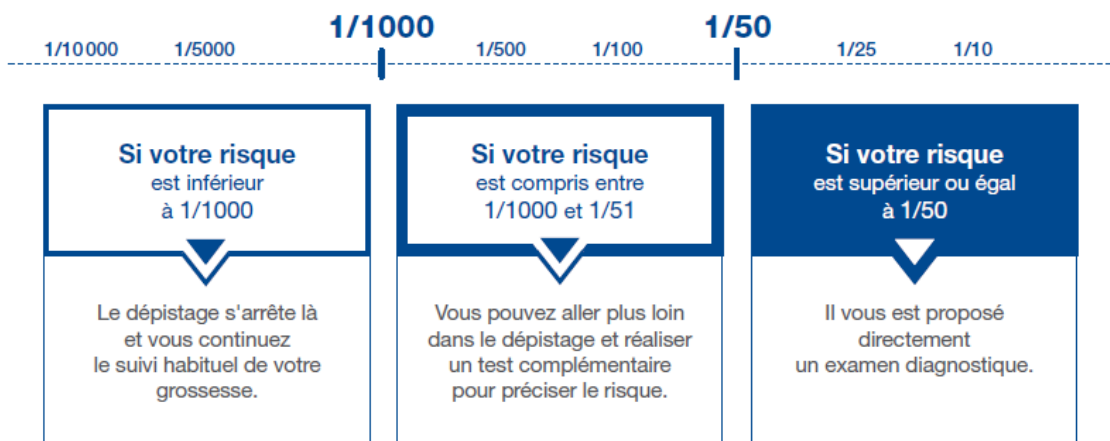 1/10 000 1/5000 1/1000 1/500 1/100 1/50 1/25 1/10
Si votre risque
est inférieur
à 1/1000
Le dépistage s'arrête là
et vous continuez
le suivi habituel de votre
grossesse.
Si votre risque
est compris entre
1/1000 et 1/51
Vous pouvez aller plus loin
dans le dépistage et réaliser
un test complémentaire
pour préciser le risque.
Si votre risque
est supérieur ou égal
à 1/50
Il vous est proposé
directement
un examen diagnostique.